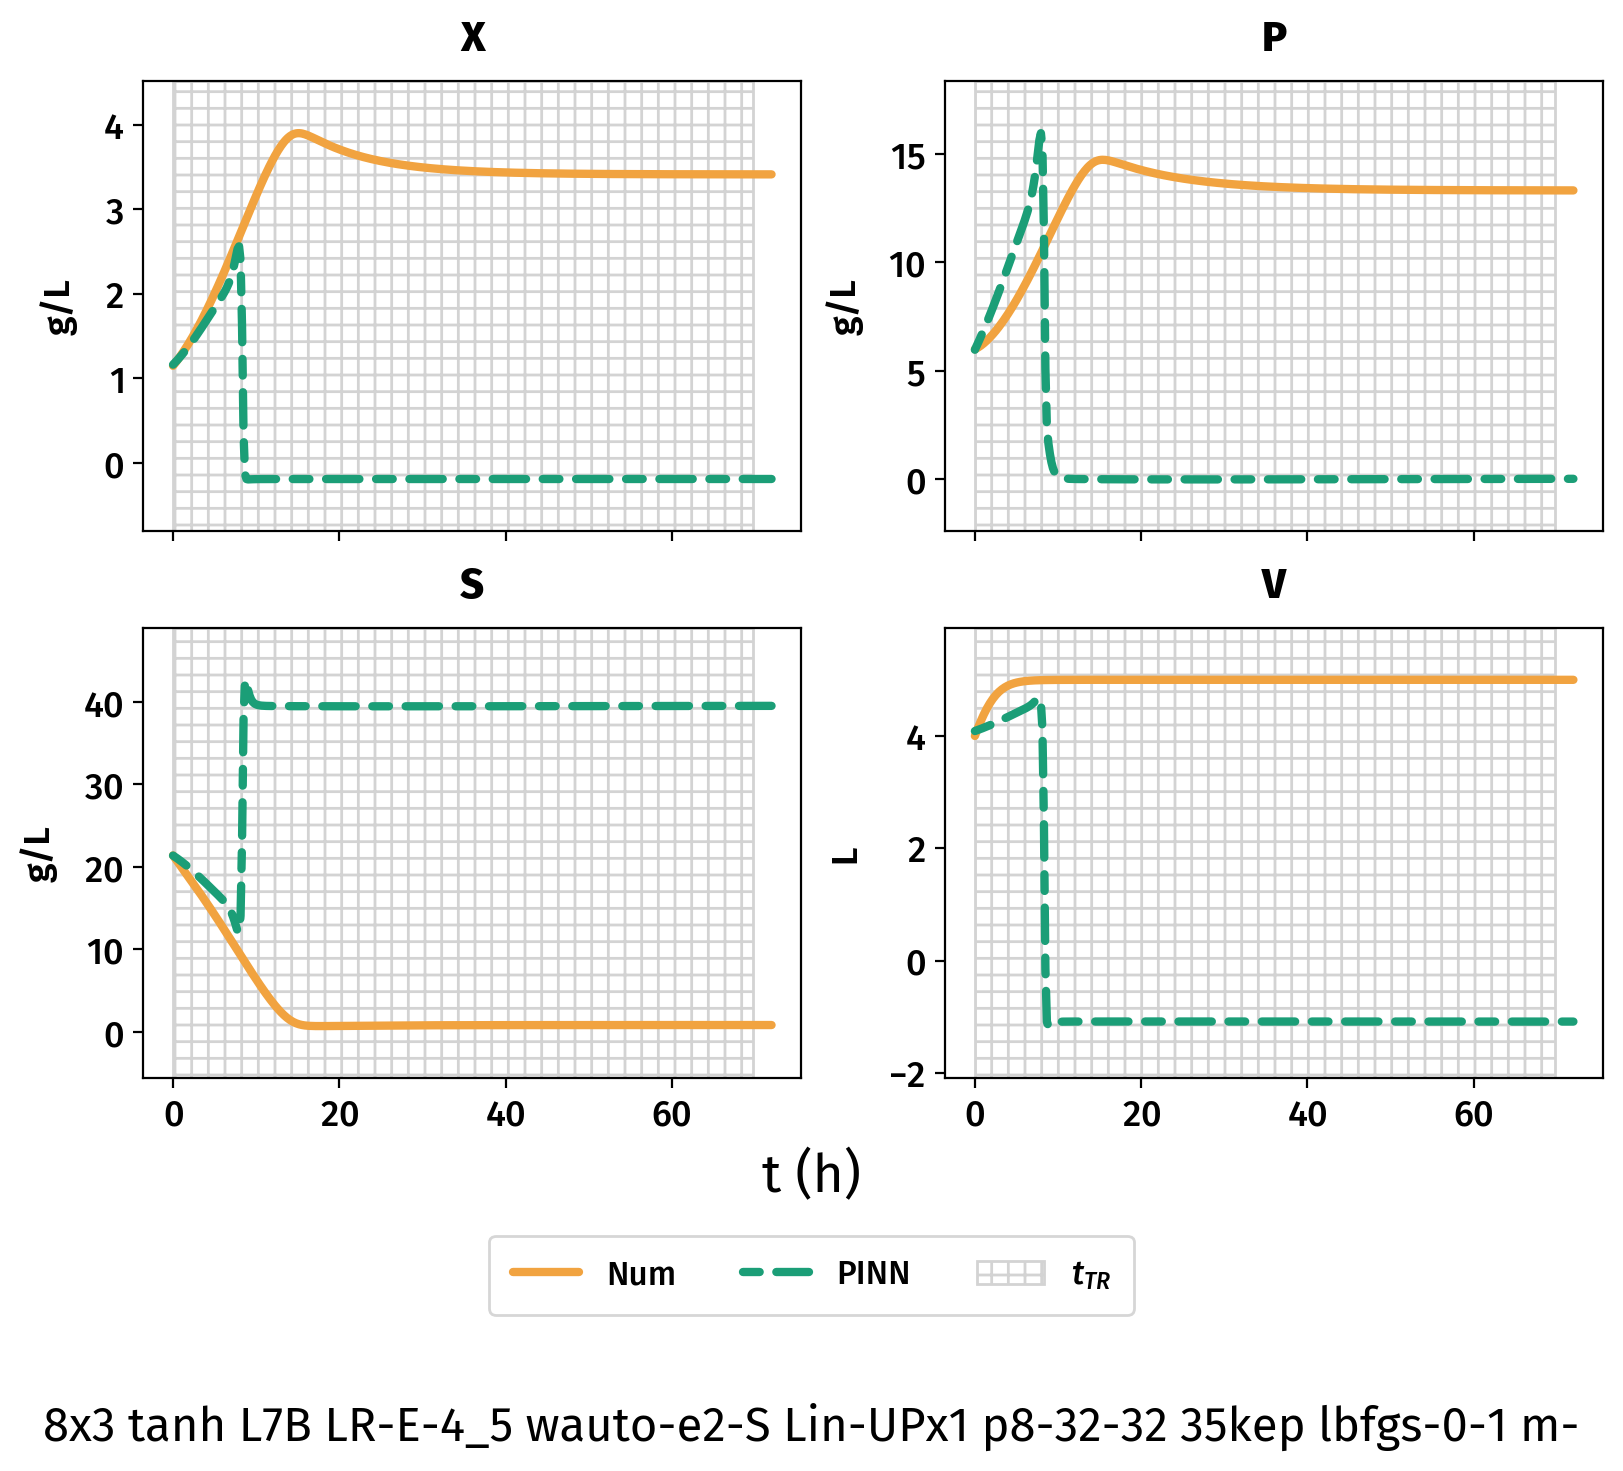 X
P
4
3
2
1
0
g/L
15
10
5
0
g/L
S
V
40
30
20
10
0
g/L
4
2
0
−2
L
0 20 40 60
0 20 40 60
t (h)
Num PINN t_TR
8x3 tanh L7B LR-E-4_5 wauto-e2-S Lin-UPx1 p8-32-32 35kep lbfgs-0-1 m-